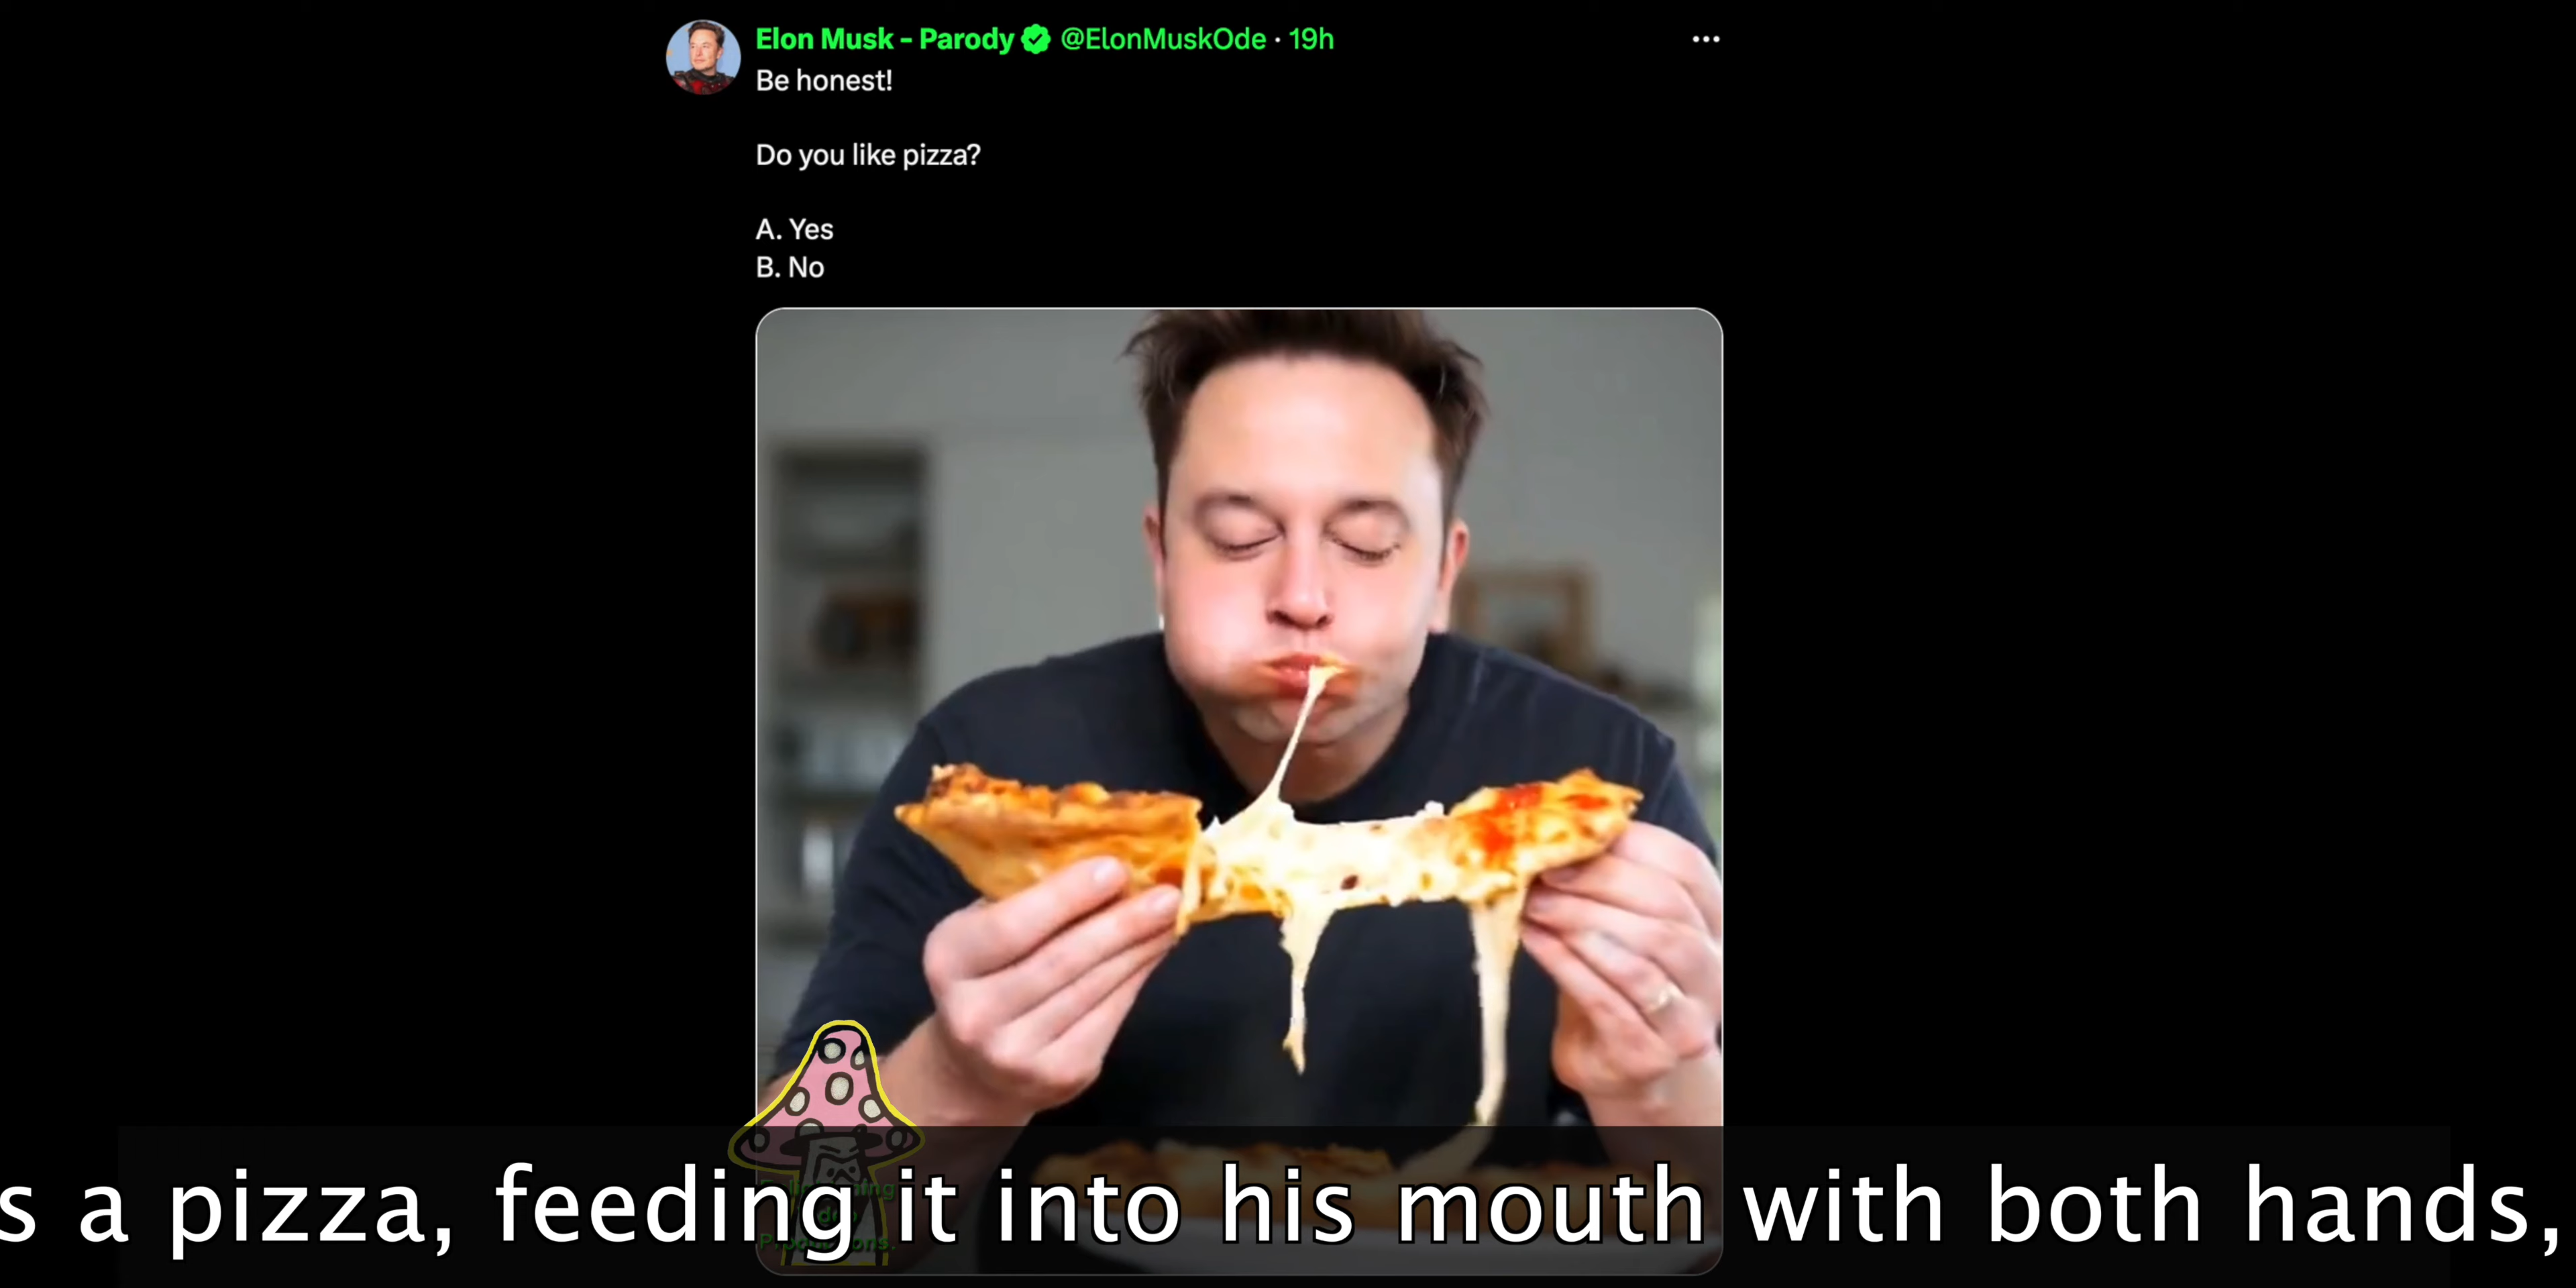 Elon Musk - Parody @ElonMuskOde · 19h
Be honest!
Do you like pizza?
A. Yes
B. No
s a pizza, feeding it into his mouth with both hands,